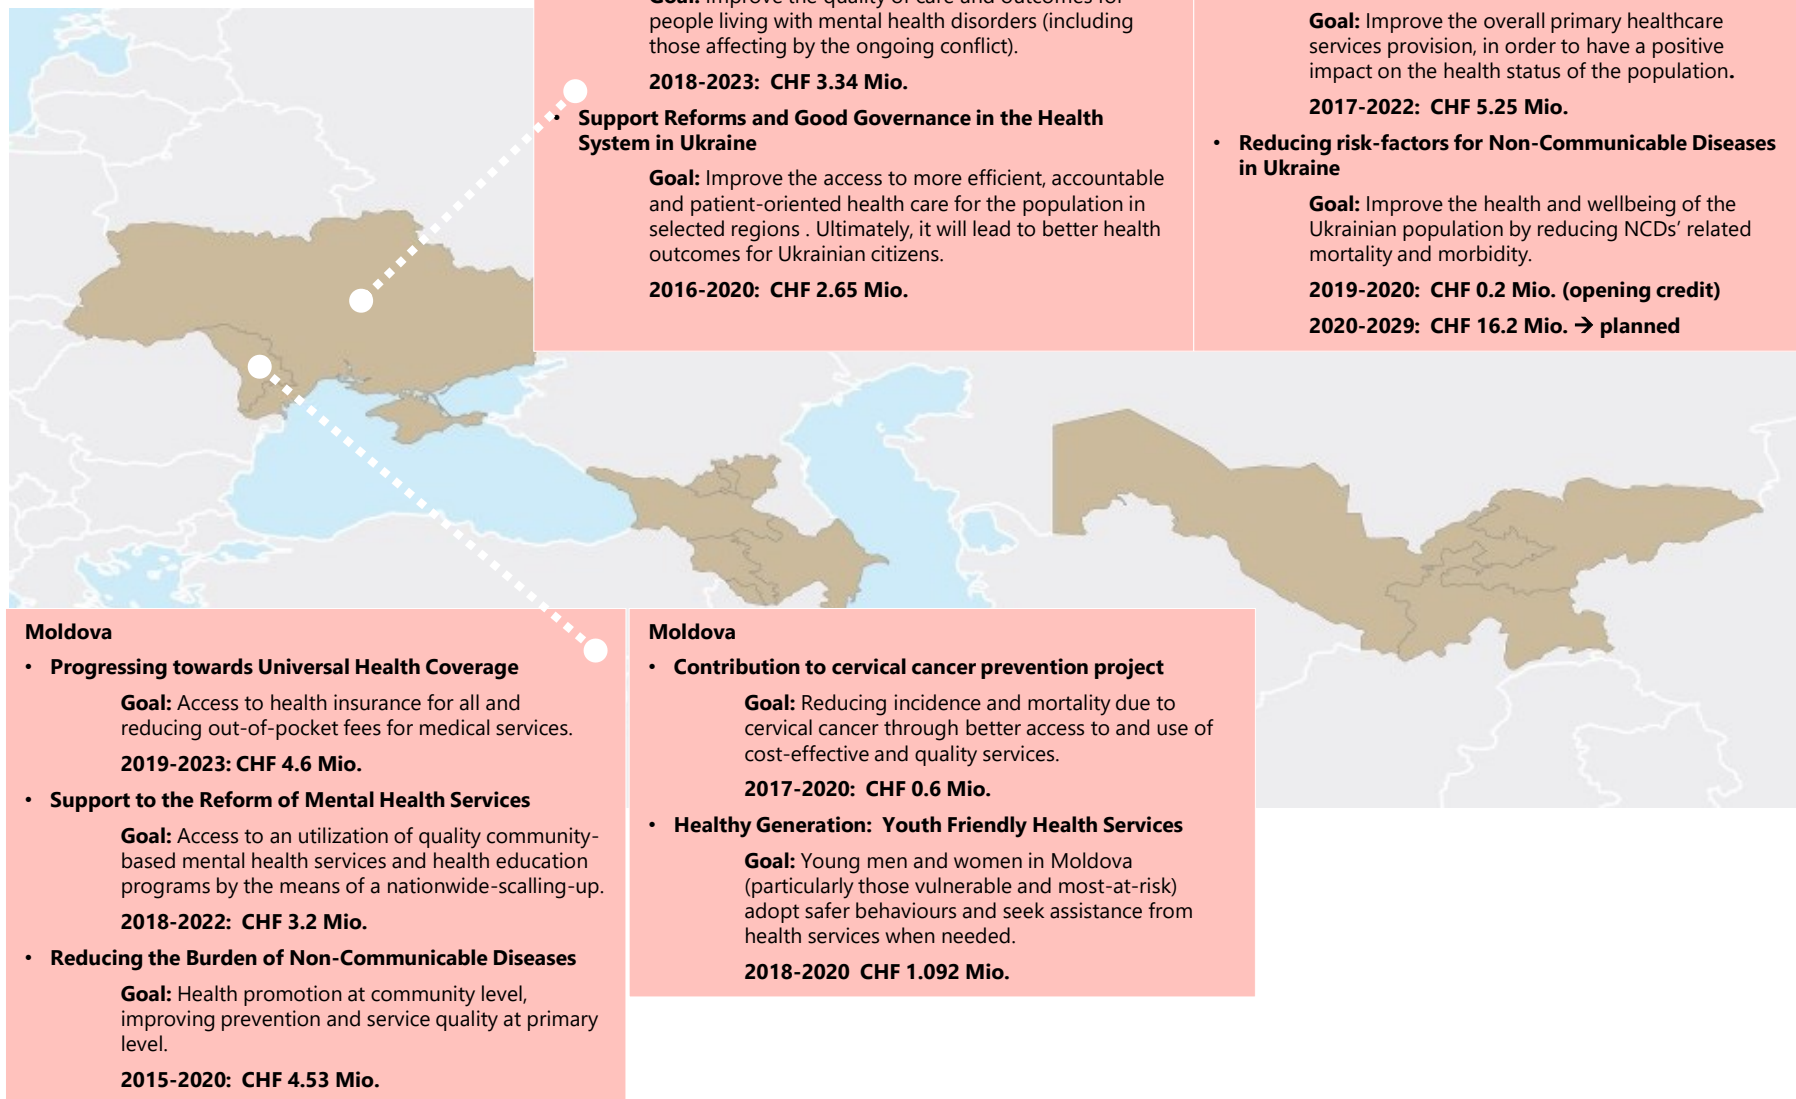 people living with mental health disorders (including
those affecting by the ongoing conflict).
2018-2023: CHF 3.34 Mio.
• Support Reforms and Good Governance in the Health
System in Ukraine
Goal: Improve the access to more efficient, accountable
and patient-oriented health care for the population in
selected regions . Ultimately, it will lead to better health
outcomes for Ukrainian citizens.
2016-2020: CHF 2.65 Mio.
Goal: Improve the overall primary healthcare
services provision, in order to have a positive
impact on the health status of the population.
2017-2022: CHF 5.25 Mio.
• Reducing risk-factors for Non-Communicable Diseases
in Ukraine
Goal: Improve the health and wellbeing of the
Ukrainian population by reducing NCDs’ related
mortality and morbidity.
2019-2020: CHF 0.2 Mio. (opening credit)
2020-2029: CHF 16.2 Mio. → planned
Moldova
• Progressing towards Universal Health Coverage
Goal: Access to health insurance for all and
reducing out-of-pocket fees for medical services.
2019-2023: CHF 4.6 Mio.
• Support to the Reform of Mental Health Services
Goal: Access to an utilization of quality community-
based mental health services and health education
programs by the means of a nationwide-scalling-up.
2018-2022: CHF 3.2 Mio.
• Reducing the Burden of Non-Communicable Diseases
Goal: Health promotion at community level,
improving prevention and service quality at primary
level.
2015-2020: CHF 4.53 Mio.
Moldova
• Contribution to cervical cancer prevention project
Goal: Reducing incidence and mortality due to
cervical cancer through better access to and use of
cost-effective and quality services.
2017-2020: CHF 0.6 Mio.
• Healthy Generation: Youth Friendly Health Services
Goal: Young men and women in Moldova
(particularly those vulnerable and most-at-risk)
adopt safer behaviours and seek assistance from
health services when needed.
2018-2020 CHF 1.092 Mio.